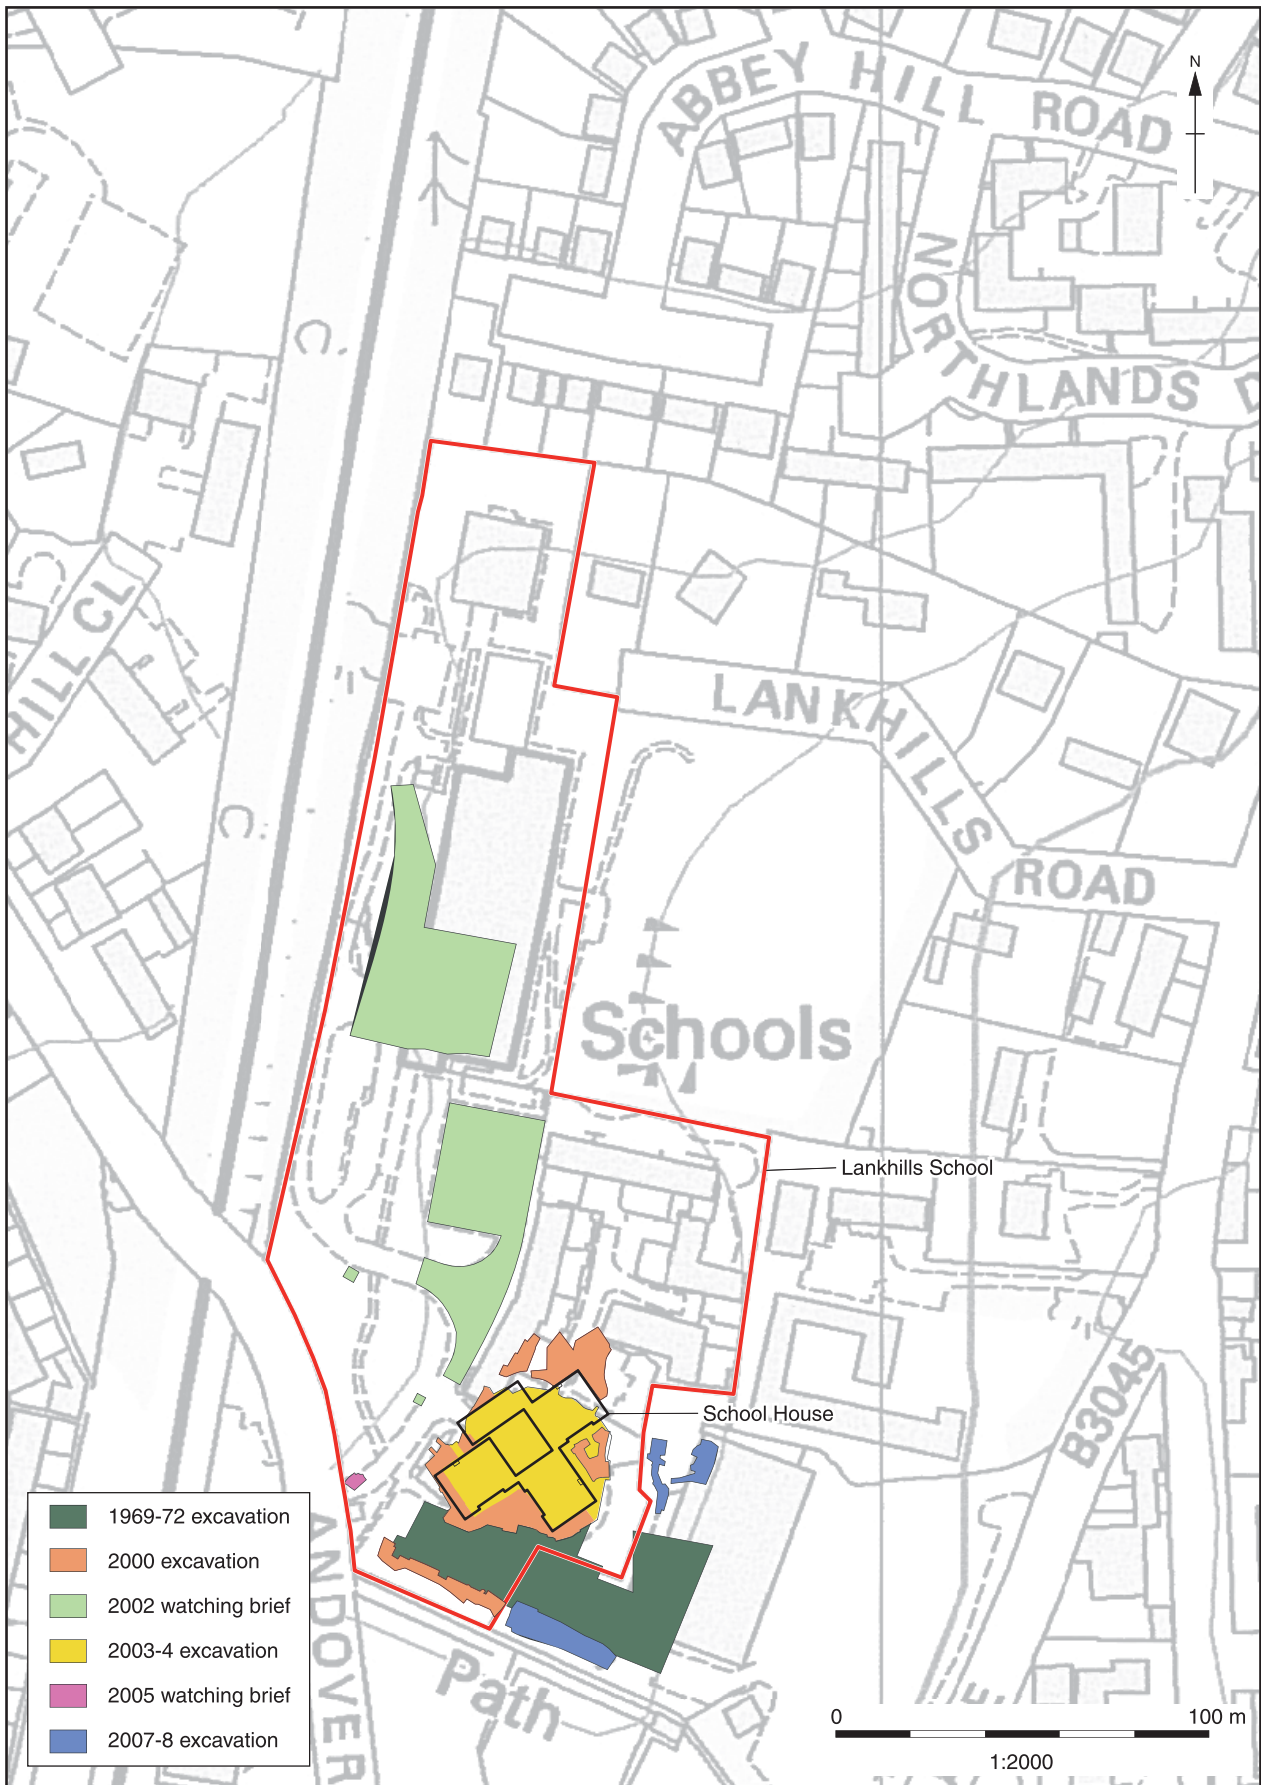 N
ABBEY HILL ROAD
NORTHLANDS D
HILL CL
LANKHILLS ROAD
Schools
Lankhills School
School House
B3045
1969-72 excavation
2000 excavation
2002 watching brief
2003-4 excavation
2005 watching brief
2007-8 excavation
ANDOVER
Path
0 100 m
1:2000